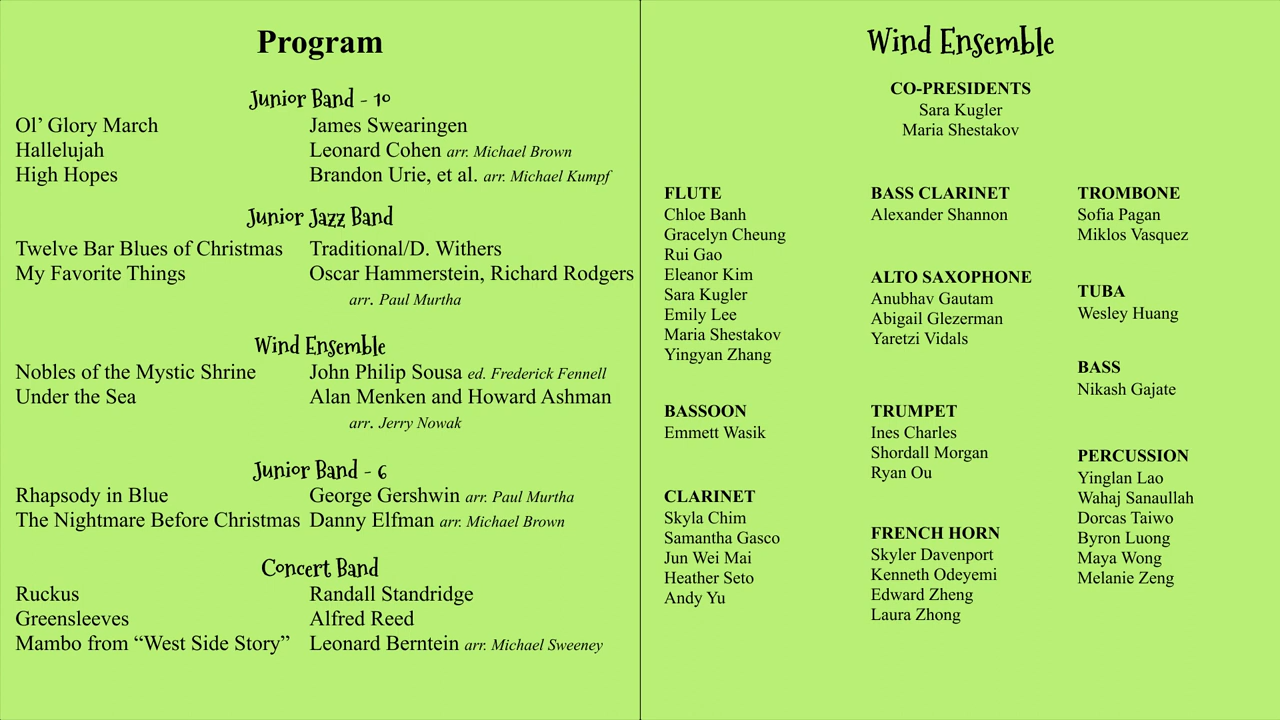 Program
Junior Band - 10
Ol’ Glory March James Swearingen
Hallelujah Leonard Cohen arr. Michael Brown
High Hopes Brandon Urie, et al. arr. Michael Kumpf
Junior Jazz Band
Twelve Bar Blues of Christmas Traditional/D. Withers
My Favorite Things Oscar Hammerstein, Richard Rodgers
arr. Paul Murtha
Wind Ensemble
Nobles of the Mystic Shrine John Philip Sousa ed. Frederick Fennell
Under the Sea Alan Menken and Howard Ashman
arr. Jerry Nowak
Junior Band - 6
Rhapsody in Blue George Gershwin arr. Paul Murtha
The Nightmare Before Christmas Danny Elfman arr. Michael Brown
Concert Band
Ruckus Randall Standridge
Greensleeves Alfred Reed
Mambo from “West Side Story” Leonard Berntein arr. Michael Sweeney
Wind Ensemble
CO-PRESIDENTS
Sara Kugler
Maria Shestakov
FLUTE
Chloe Banh
Gracelyn Cheung
Rui Gao
Eleanor Kim
Sara Kugler
Emily Lee
Maria Shestakov
Yingyan Zhang
BASSOON
Emmett Wasik
CLARINET
Skyla Chim
Samantha Gasco
Jun Wei Mai
Heather Seto
Andy Yu
BASS CLARINET
Alexander Shannon
ALTO SAXOPHONE
Anubhav Gautam
Abigail Glezerman
Yaretzi Vidals
TRUMPET
Ines Charles
Shordall Morgan
Ryan Ou
FRENCH HORN
Skyler Davenport
Kenneth Odeyemi
Edward Zheng
Laura Zhong
TROMBONE
Sofia Pagan
Miklos Vasquez
TUBA
Wesley Huang
BASS
Nikash Gajate
PERCUSSION
Yinglan Lao
Wahaj Sanaullah
Dorcas Taiwo
Byron Luong
Maya Wong
Melanie Zeng